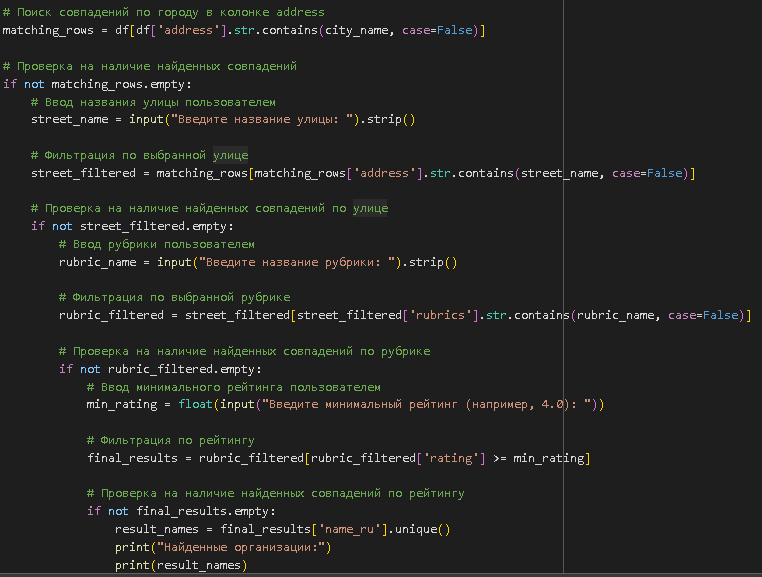 # Поиск совпадений по городу в колонке address
matching_rows = df[df['address'].str.contains(city_name, case=False)]
# Проверка на наличие найденных совпадений
if not matching_rows.empty:
# Ввод названия улицы пользователем
street_name = input("Введите название улицы: ").strip()
# Фильтрация по выбранной улице
street_filtered = matching_rows[matching_rows['address'].str.contains(street_name, case=False)]
# Проверка на наличие найденных совпадений по улице
if not street_filtered.empty:
# Ввод рубрики пользователем
rubric_name = input("Введите название рубрики: ").strip()
# Фильтрация по выбранной рубрике
rubric_filtered = street_filtered[street_filtered['rubrics'].str.contains(rubric_name, case=False)]
# Проверка на наличие найденных совпадений по рубрике
if not rubric_filtered.empty:
# Ввод минимального рейтинга пользователем
min_rating = float(input("Введите минимальный рейтинг (например, 4.0): "))
# Фильтрация по рейтингу
final_results = rubric_filtered[rubric_filtered['rating'] >= min_rating]
# Проверка на наличие найденных совпадений по рейтингу
if not final_results.empty:
result_names = final_results['name_ru'].unique()
print("Найденные организации:")
print(result_names)